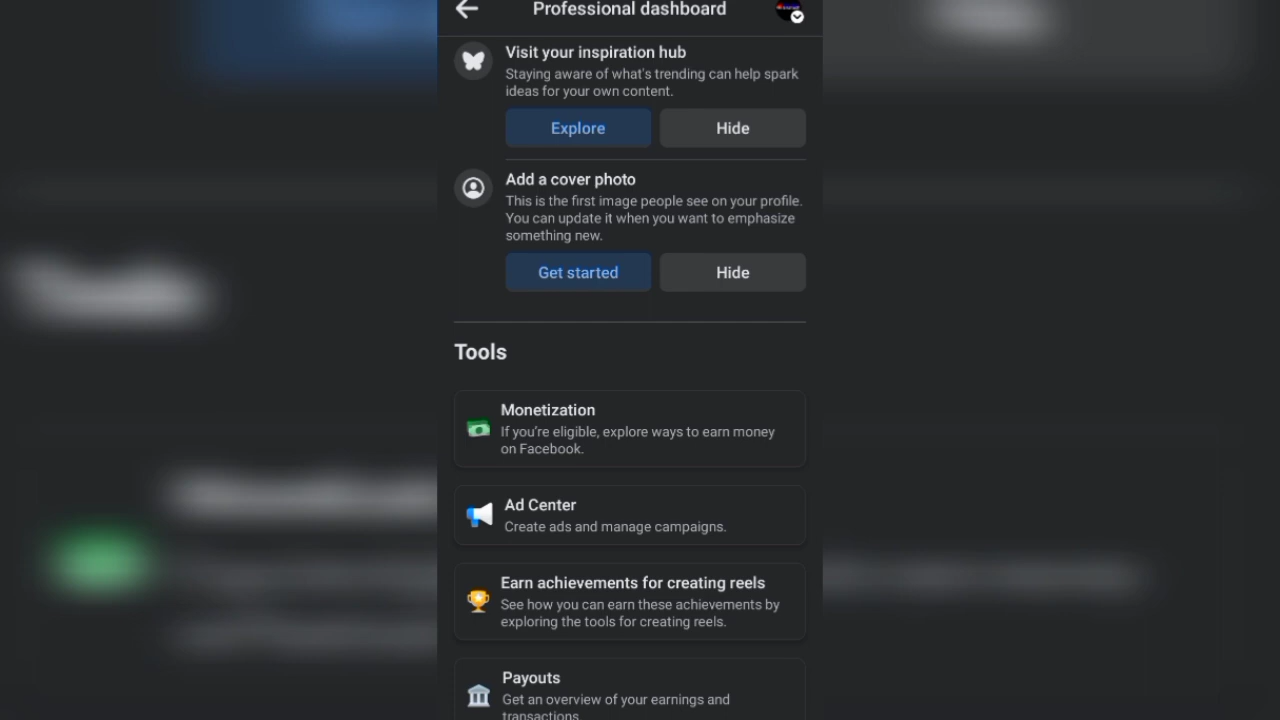 Professional dashboard
Visit your inspiration hub
Staying aware of what's trending can help spark
ideas for your own content.
Explore
Hide
Add a cover photo
This is the first image people see on your profile.
You can update it when you want to emphasize
something new.
Get started
Hide
Tools
Monetization
If you're eligible, explore ways to earn money
on Facebook.
Ad Center
Create ads and manage campaigns.
Earn achievements for creating reels
See how you can earn these achievements by
exploring the tools for creating reels.
Payouts
Get an overview of your earnings and
transactions